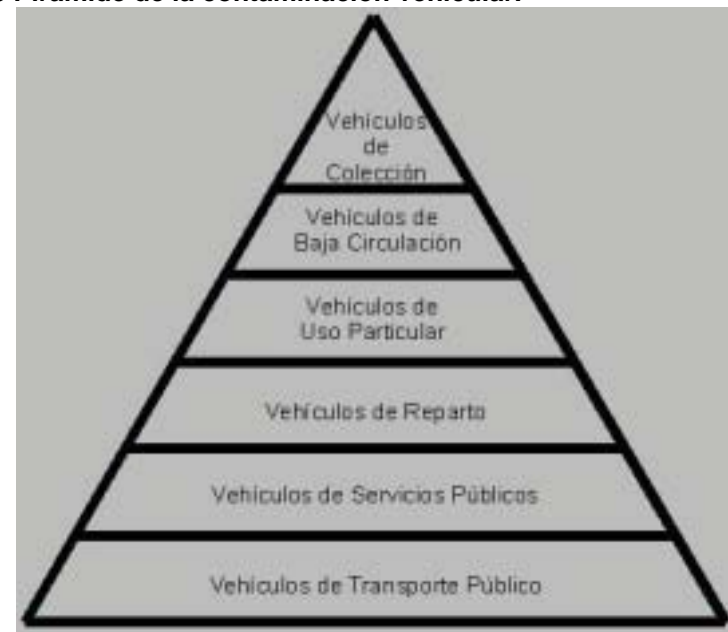 Pirámide de la contaminación vehicular.
Vehículos
de
Colección
Vehículos de
Baja Circulación
Vehículos de
Uso Particular
Vehículos de Reparto
Vehículos de Servicios Públicos
Vehículos de Transporte Público